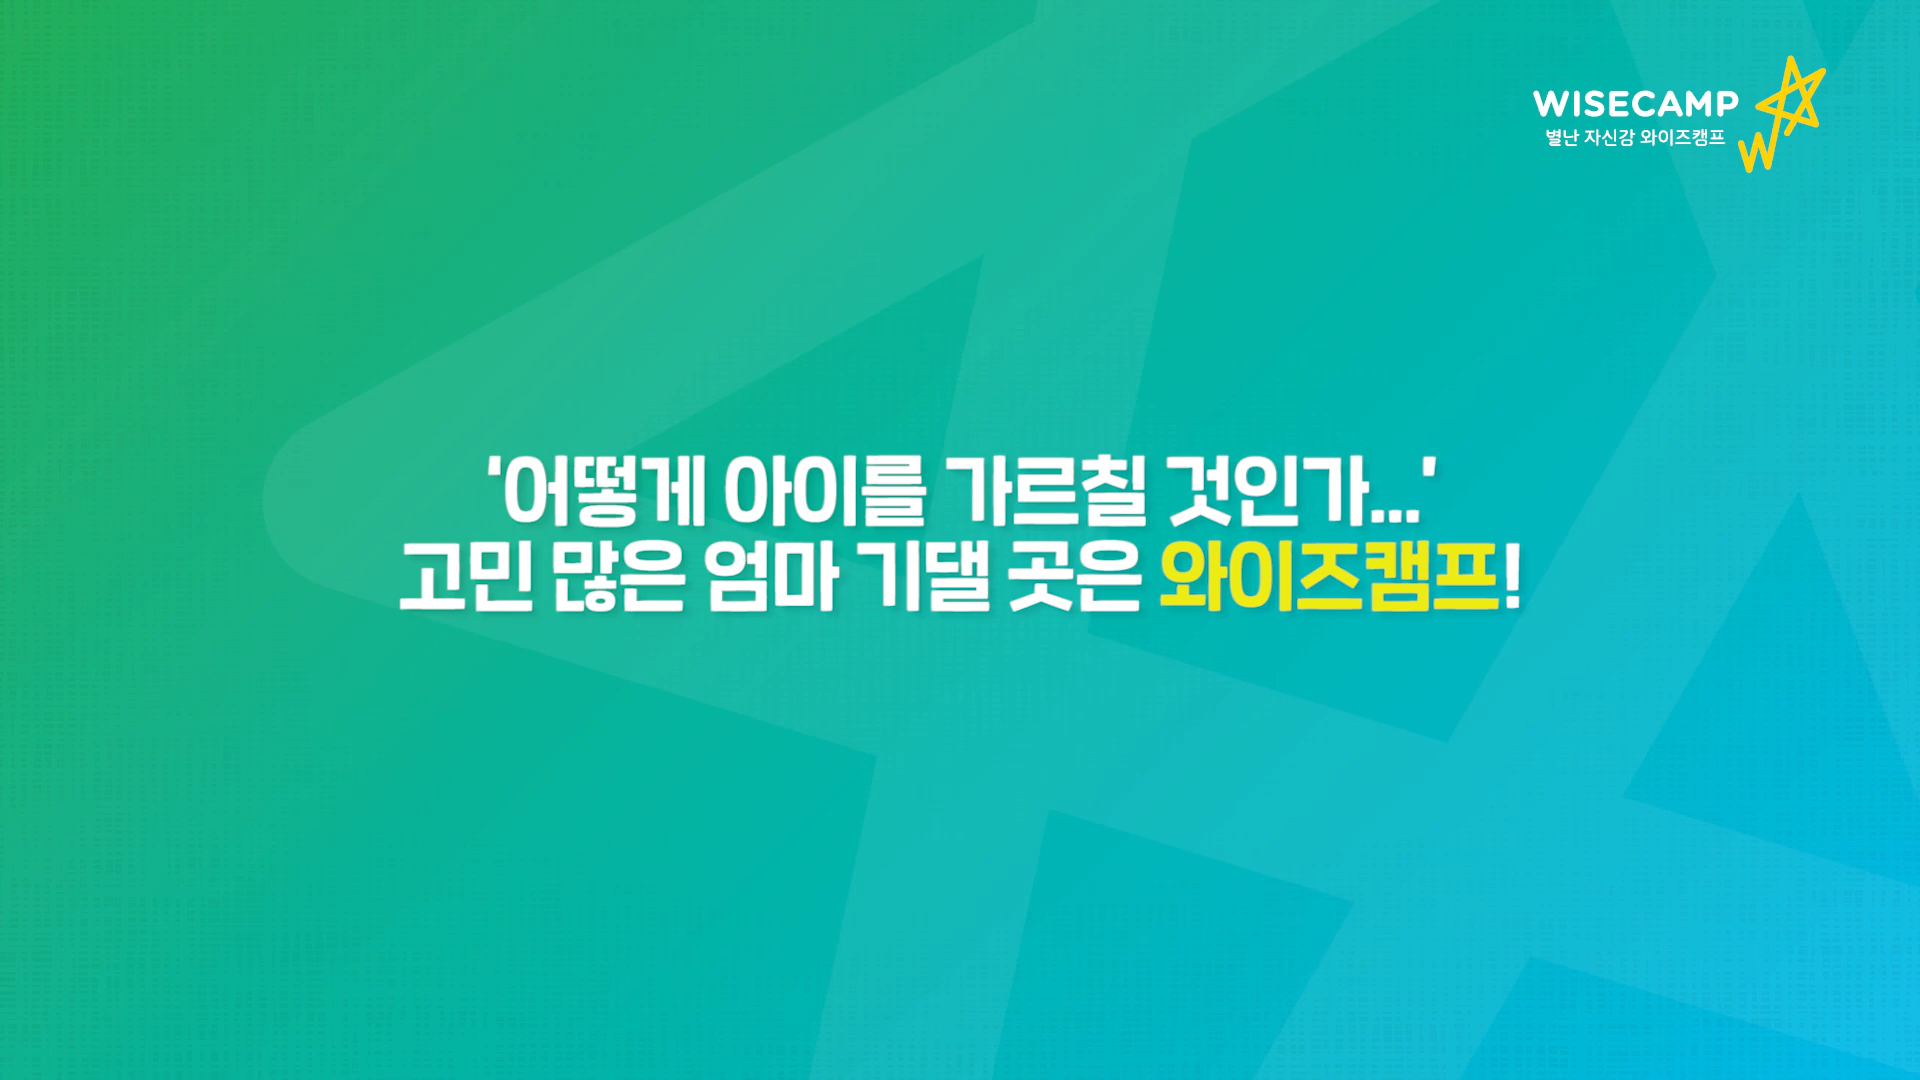 WISECAMP
별난 자신감 와이즈캠프
‘어떻게 아이를 가르칠 것인가...’
고민 많은 엄마 기댈 곳은 와이즈캠프!